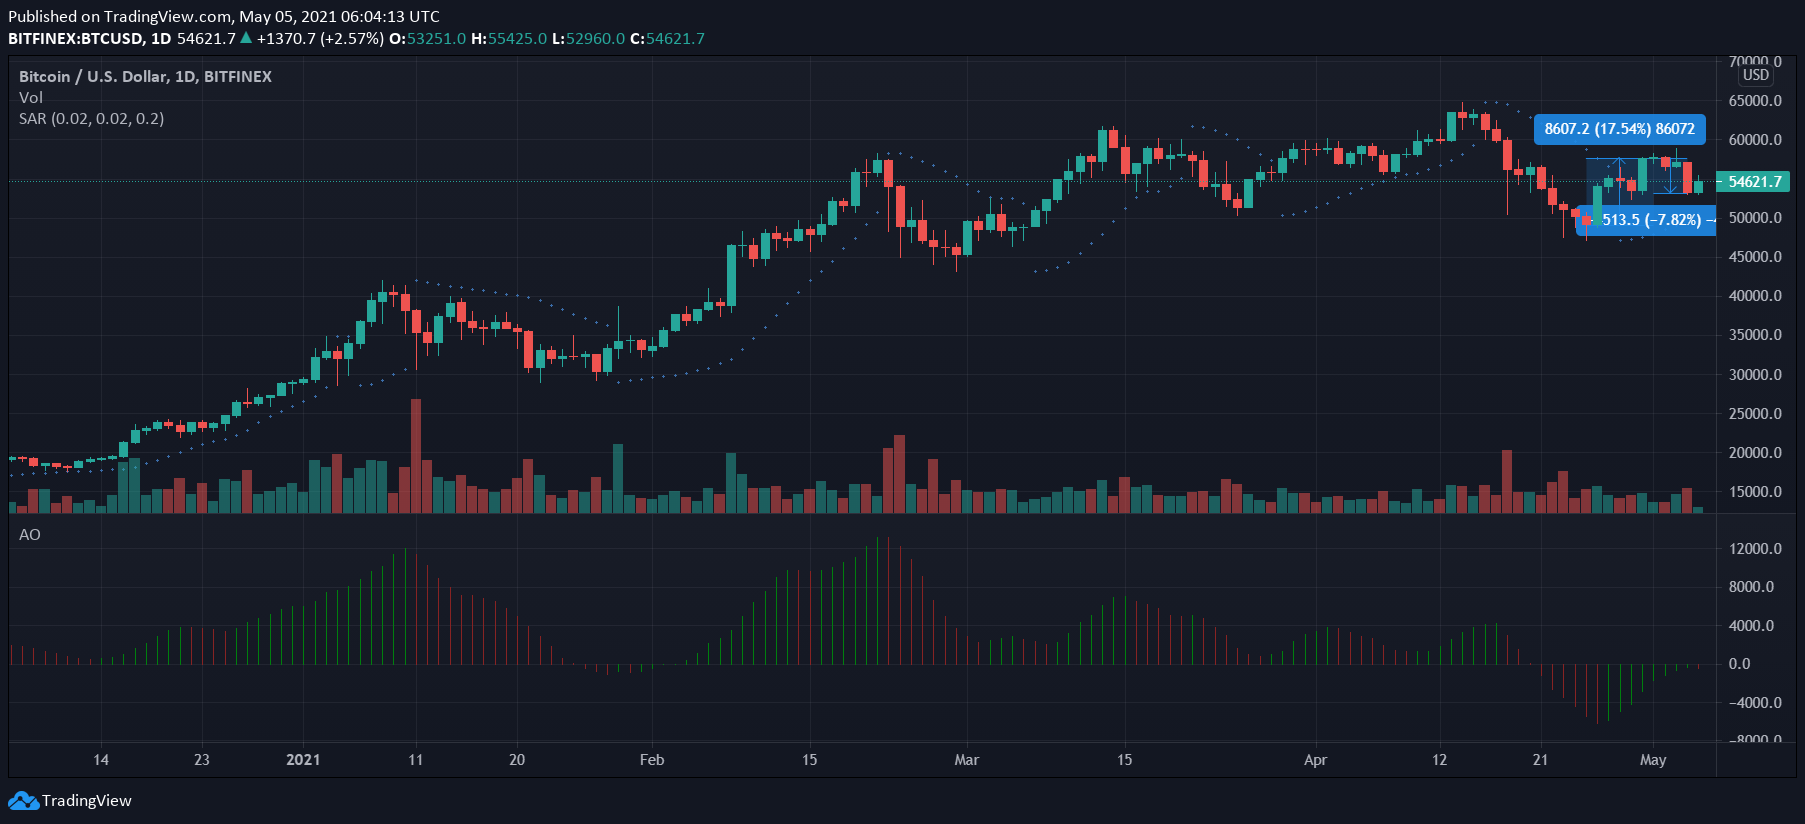 Published on TradingView.com, May 05, 2021 06:04:13 UTC
BITFINEX:BTCUSD, 1D 54621.7 ▲ +1370.7 (+2.57%) O:53251.0 H:55425.0 L:52960.0 C:54621.7
Bitcoin / U.S. Dollar, 1D, BITFINEX
Vol
SAR (0.02, 0.02, 0.2)
70000.0
USD
65000.0
8607.2 (17.54%) 86072
60000.0
54621.7
513.5 (−7.82%) −
50000.0
45000.0
40000.0
35000.0
30000.0
25000.0
20000.0
15000.0
AO
12000.0
8000.0
4000.0
0.0
−4000.0
−8000.0
14 23 2021 11 20 Feb 15 Mar 15 Apr 12 21 May
TradingView